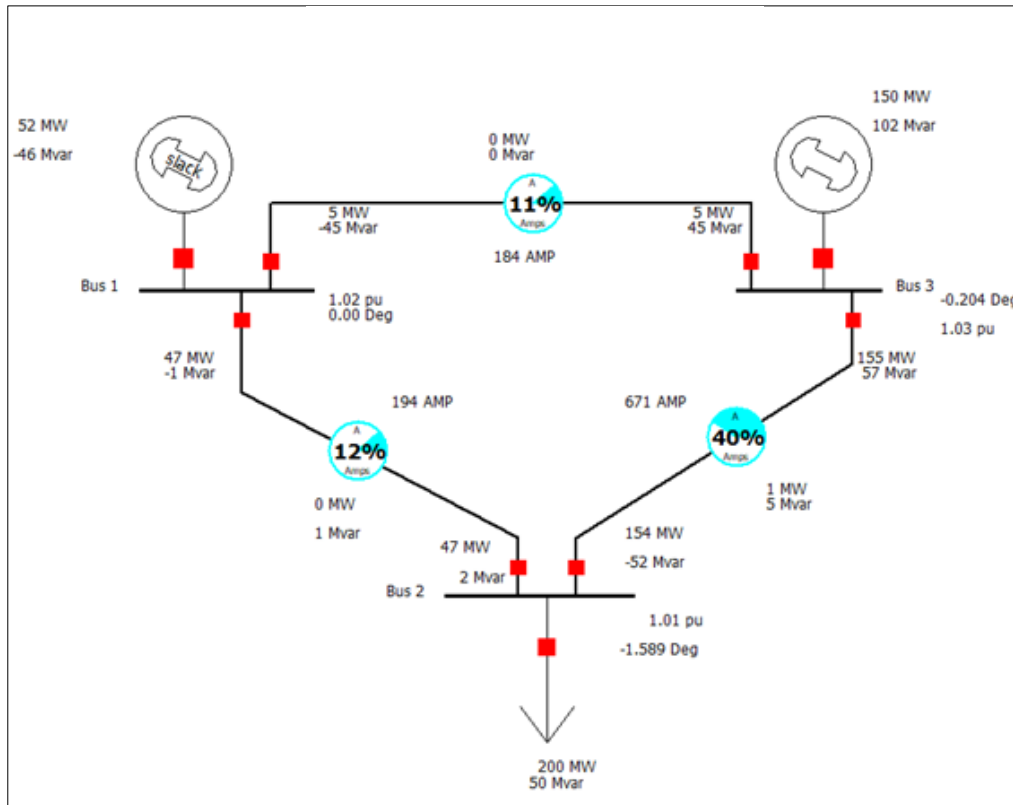 150 MW
52 MW
102 Mvar
-46 Mvar
0 MW
0 Mvar
slack
A
11%
Amps
5 MW
-45 Mvar
5 MW
45 Mvar
184 AMP
Bus 1
Bus 3
-0.204 Deg
1.02 pu
0.00 Deg
1.03 pu
47 MW
-1 Mvar
155 MW
57 Mvar
194 AMP
671 AMP
A
12%
Amps
A
40%
Amps
0 MW
1 Mvar
1 MW
5 Mvar
47 MW
2 Mvar
154 MW
-52 Mvar
Bus 2
1.01 pu
-1.589 Deg
200 MW
50 Mvar